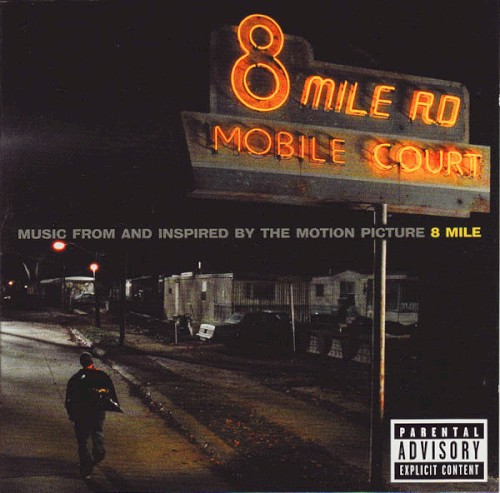 8 MILE RD
MOBILE COURT
MUSIC FROM AND INSPIRED BY THE MOTION PICTURE 8 MILE
PARENTAL
ADVISORY
EXPLICIT CONTENT